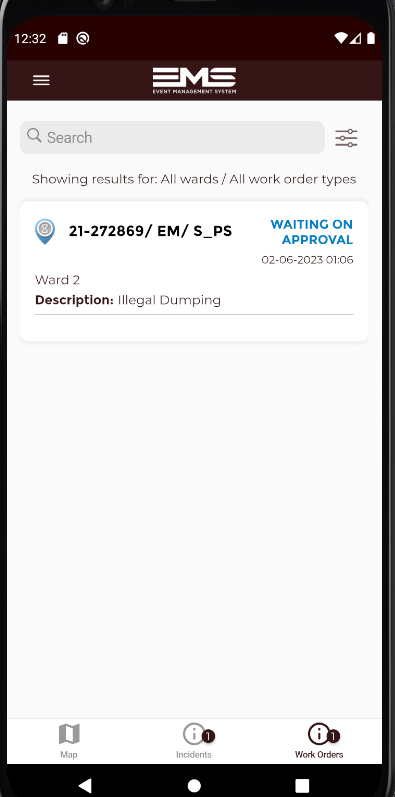 12:32
EMS
EVENT MANAGEMENT SYSTEM
Search
Showing results for: All wards / All work order types
21-272869/ EM/ S_PS
WAITING ON
APPROVAL
02-06-2023 01:06
Ward 2
Description: Illegal Dumping
1
1
Map
Incidents
Work Orders